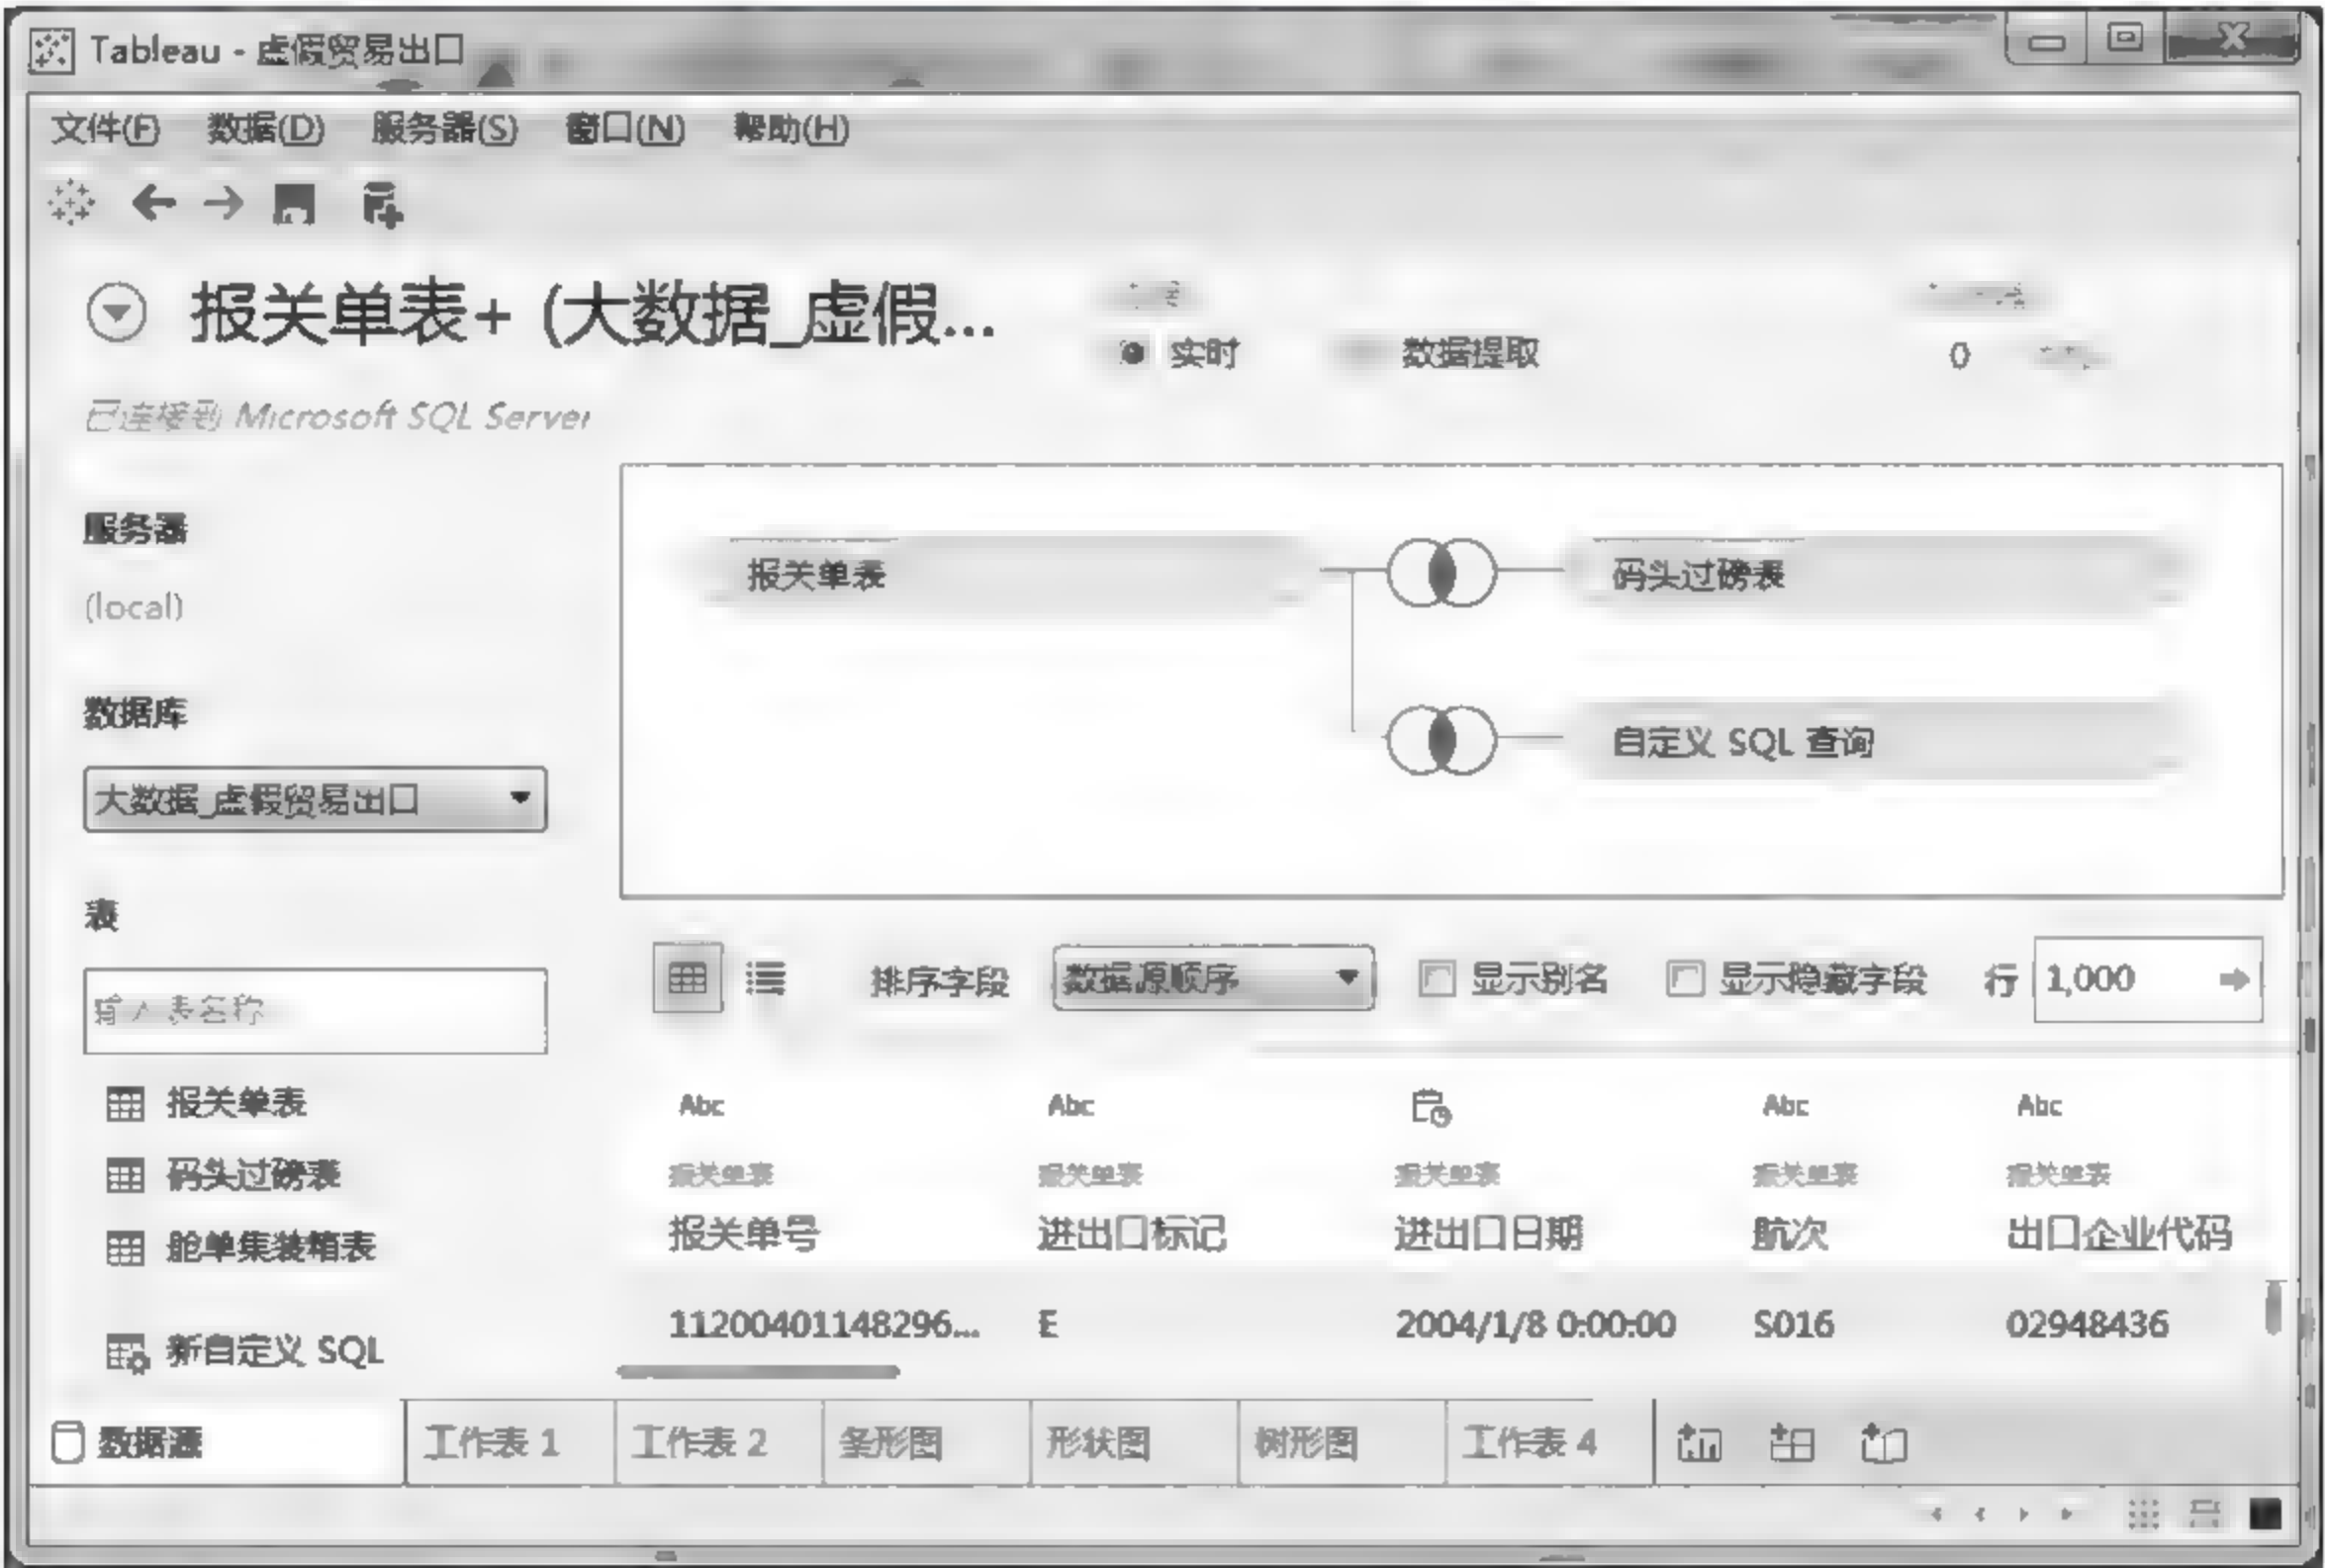 Tableau - 虚假贸易出口
文件(F) 数据(D) 服务器(S) 窗口(N) 帮助(H)
报关单表+ (大数据_虚假...
实时 数据提取 0
已连接到 Microsoft SQL Server
服务器
(local)
报关单表 码头过磅表
数据库
自定义 SQL 查询
大数据_虚假贸易出口
表
排序字段 数据源顺序 显示别名 显示隐藏字段 行 1,000
输入表名称
报关单表 Abc Abc Abc Abc
码头过磅表 报关单表 报关单表 报关单表 报关单表 报关单表
舱单集装箱表 报关单号 进出口标记 进出口日期 航次 出口企业代码
11200401148296... E 2004/1/8 0:00:00 S016 02948436
新自定义 SQL
数据源 工作表 1 工作表 2 条形图 形状图 树形图 工作表 4